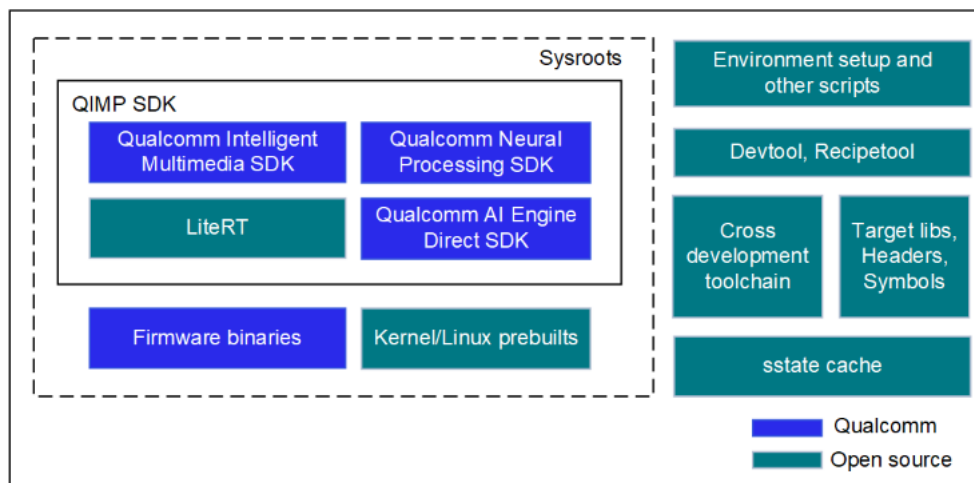 Sysroots
QIMP SDK
Qualcomm Intelligent
Multimedia SDK
Qualcomm Neural
Processing SDK
LiteRT
Qualcomm AI Engine
Direct SDK
Firmware binaries
Kernel/Linux prebuilts
Environment setup and
other scripts
Devtool, Recipetool
Cross
development
toolchain
Target libs,
Headers,
Symbols
sstate cache
Qualcomm
Open source